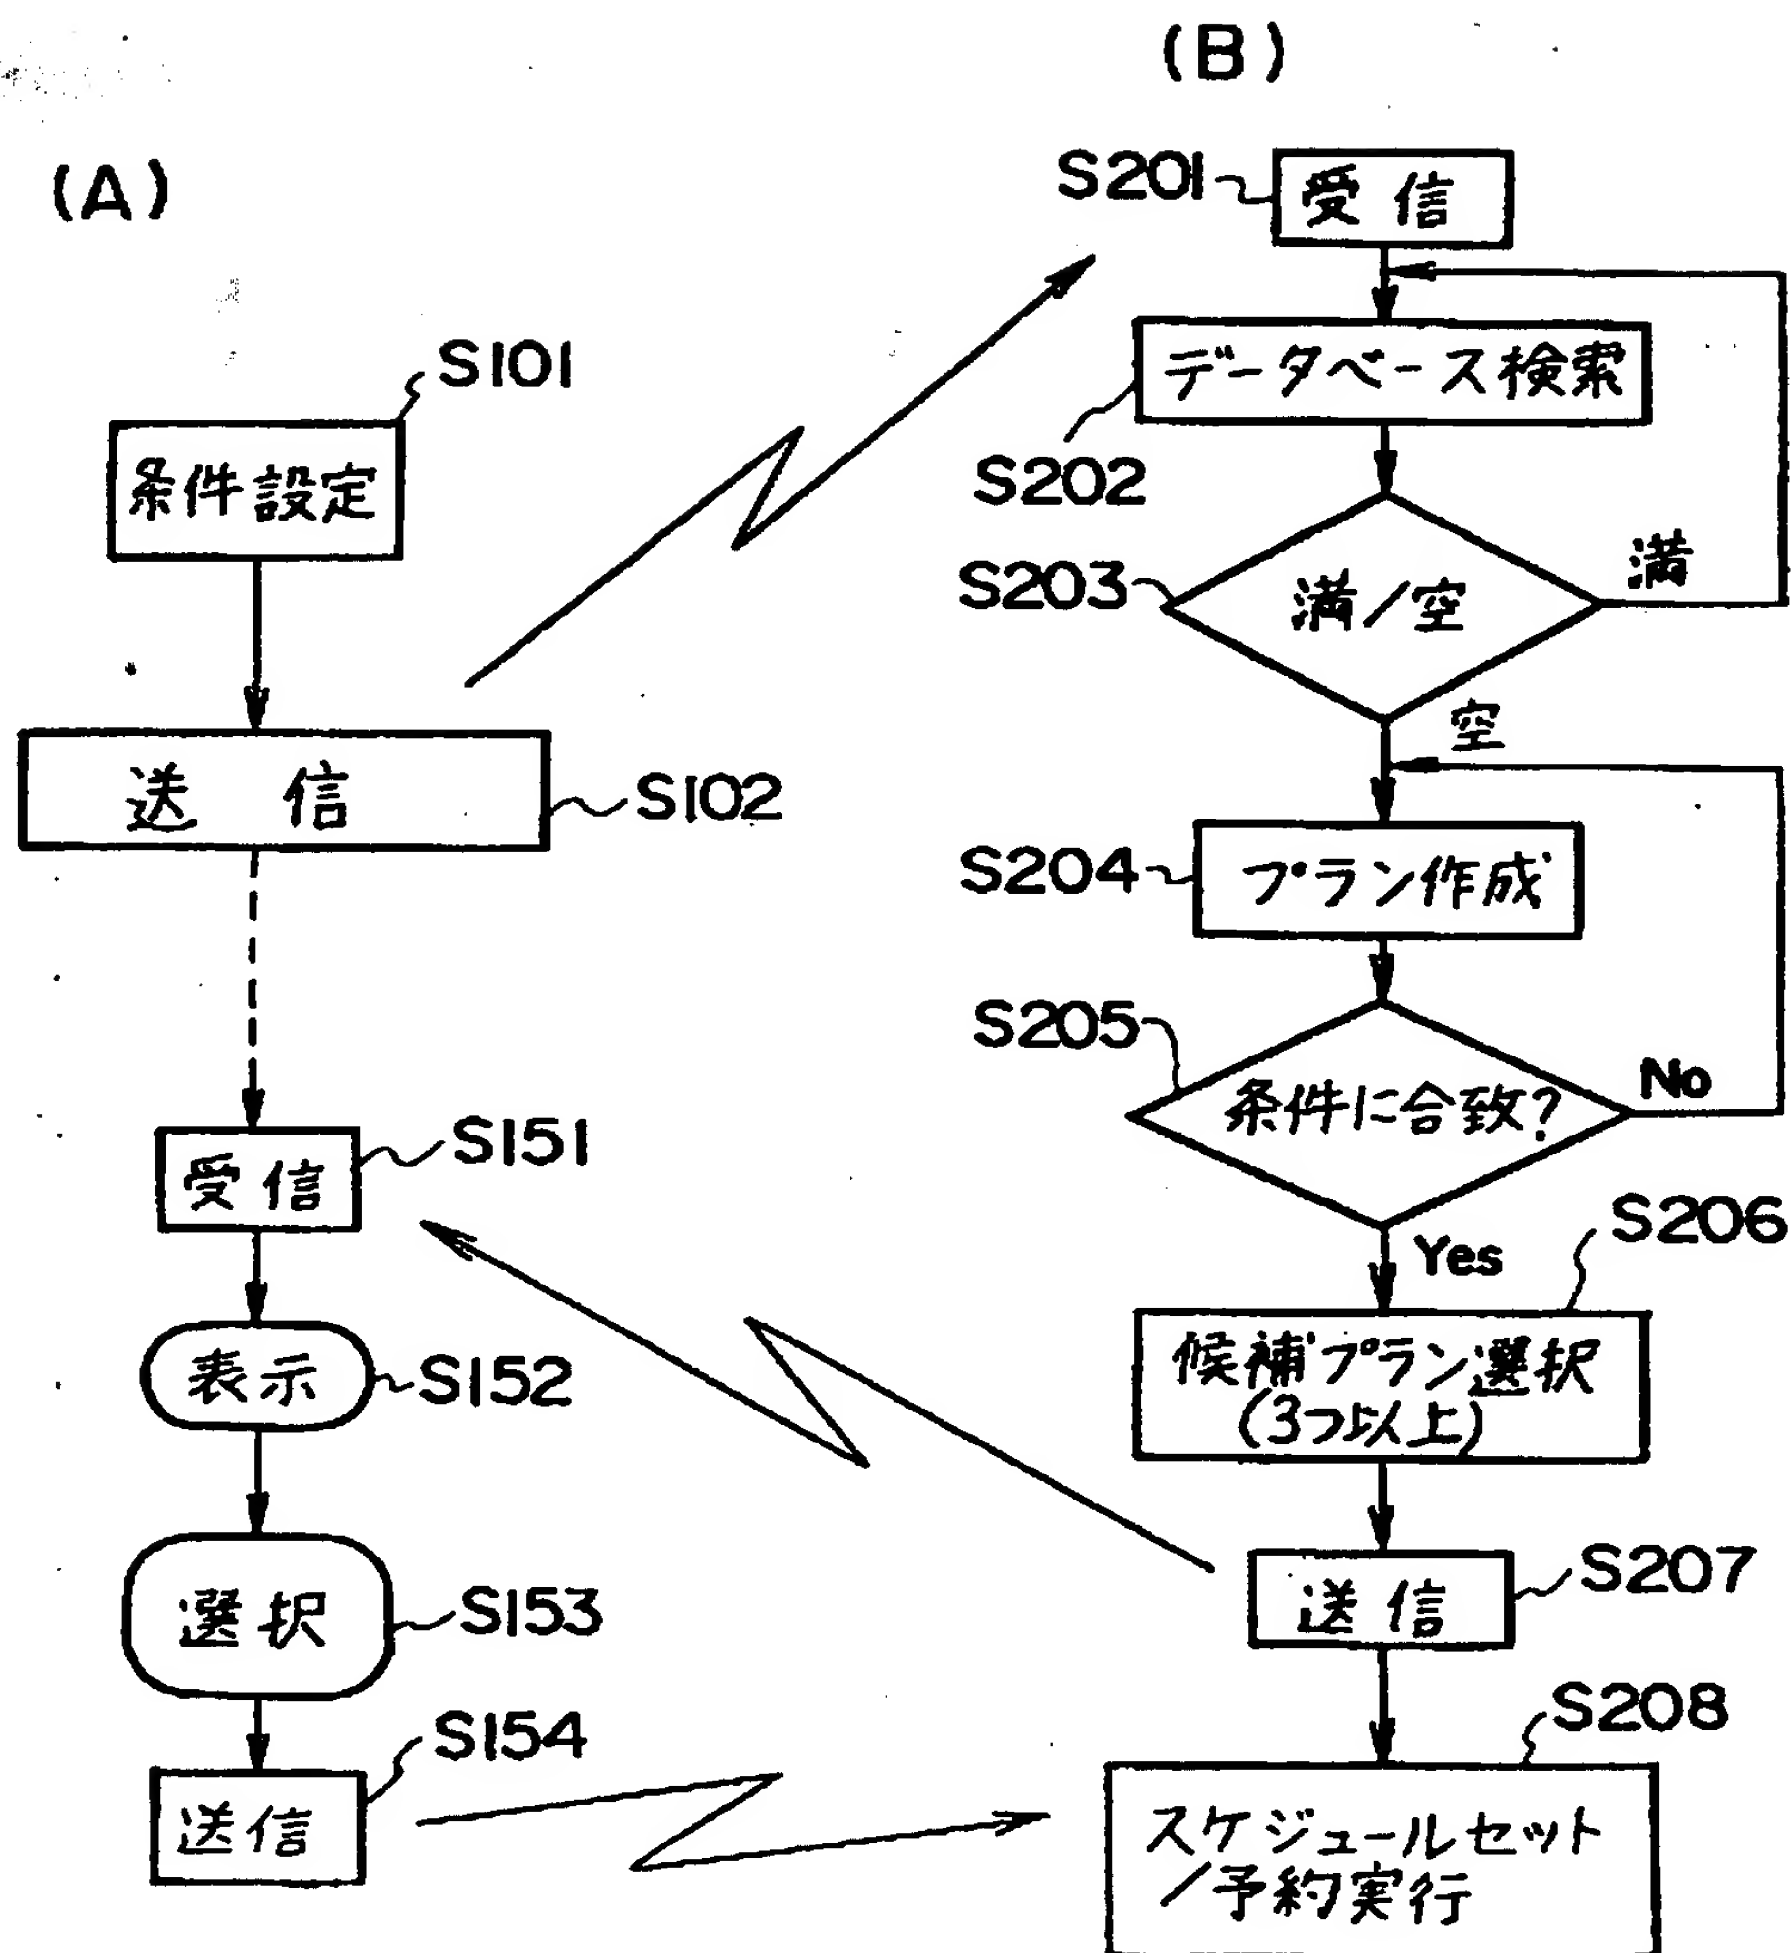 (A)
S101
条件設定
送信
S102
受信
S151
表示
S152
選択
S153
S154
送信
(B)
S201
受信
データベース検索
S202
S203
満/空
満
空
S204
プラン作成
S205
条件に合致?
No
Yes
S206
候補プラン選択
(3つ以上)
S207
送信
S208
スケジュールセット
/予約実行